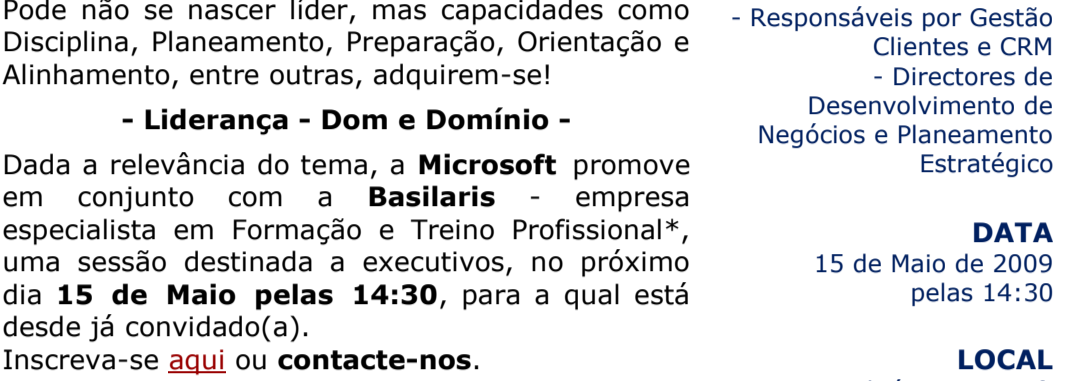 Pode não se nascer líder, mas capacidades como
Disciplina, Planeamento, Preparação, Orientação e
Alinhamento, entre outras, adquirem-se!
- Liderança - Dom e Domínio -
Dada a relevância do tema, a Microsoft promove
em conjunto com a Basilaris - empresa
especialista em Formação e Treino Profissional*,
uma sessão destinada a executivos, no próximo
dia 15 de Maio pelas 14:30, para a qual está
desde já convidado(a).
Inscreva-se aqui ou contacte-nos.
- Responsáveis por Gestão
Clientes e CRM
- Directores de
Desenvolvimento de
Negócios e Planeamento
Estratégico
DATA
15 de Maio de 2009
pelas 14:30
LOCAL